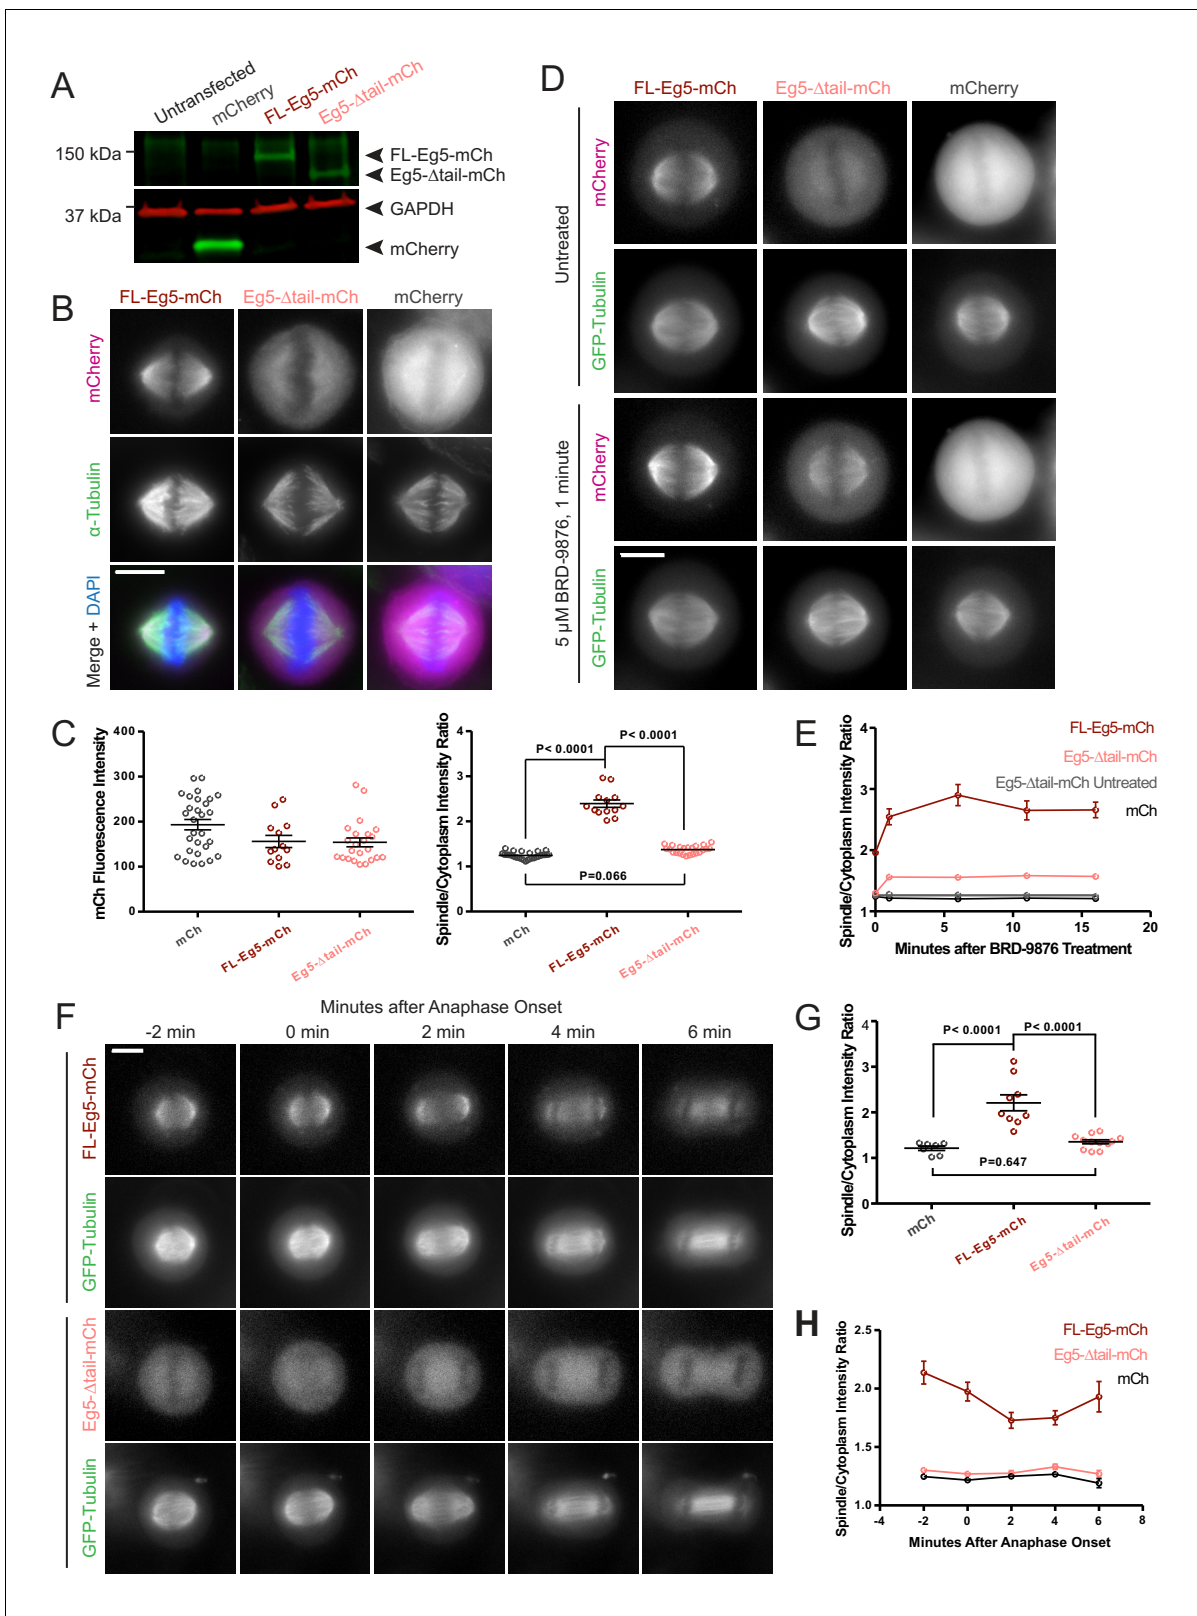 A
Untransfected
mCherry
FL-Eg5-mCh
Eg5-Δtail-mCh
150 kDa
FL-Eg5-mCh
Eg5-Δtail-mCh
37 kDa
GAPDH
mCherry
B
FL-Eg5-mCh Eg5-Δtail-mCh mCherry
mCherry
α-Tubulin
Merge + DAPI
C
mCh Fluorescence Intensity
400
300
200
100
0
mCh
FL-Eg5-mCh
Eg5-Δtail-mCh
Spindle/Cytoplasm Intensity Ratio
4
3
2
1
0
P< 0.0001 P< 0.0001
P=0.066
mCh
FL-Eg5-mCh
Eg5-Δtail-mCh
D
FL-Eg5-mCh Eg5-Δtail-mCh mCherry
Untreated
mCherry
GFP-Tubulin
5 µM BRD-9876, 1 minute
mCherry
GFP-Tubulin
E
Spindle/Cytoplasm Intensity Ratio
4
3
2
1
FL-Eg5-mCh
Eg5-Δtail-mCh
Eg5-Δtail-mCh Untreated
mCh
0 5 10 15 20
Minutes after BRD-9876 Treatment
F
Minutes after Anaphase Onset
-2 min 0 min 2 min 4 min 6 min
FL-Eg5-mCh
GFP-Tubulin
Eg5-Δtail-mCh
GFP-Tubulin
G
Spindle/Cytoplasm Intensity Ratio
4
3
2
1
0
P< 0.0001 P< 0.0001
P=0.647
mCh
FL-Eg5-mCh
Eg5-Δtail-mCh
H
Spindle/Cytoplasm Intensity Ratio
2.5
2.0
1.5
1.0
FL-Eg5-mCh
Eg5-Δtail-mCh
mCh
-4 -2 0 2 4 6 8
Minutes After Anaphase Onset